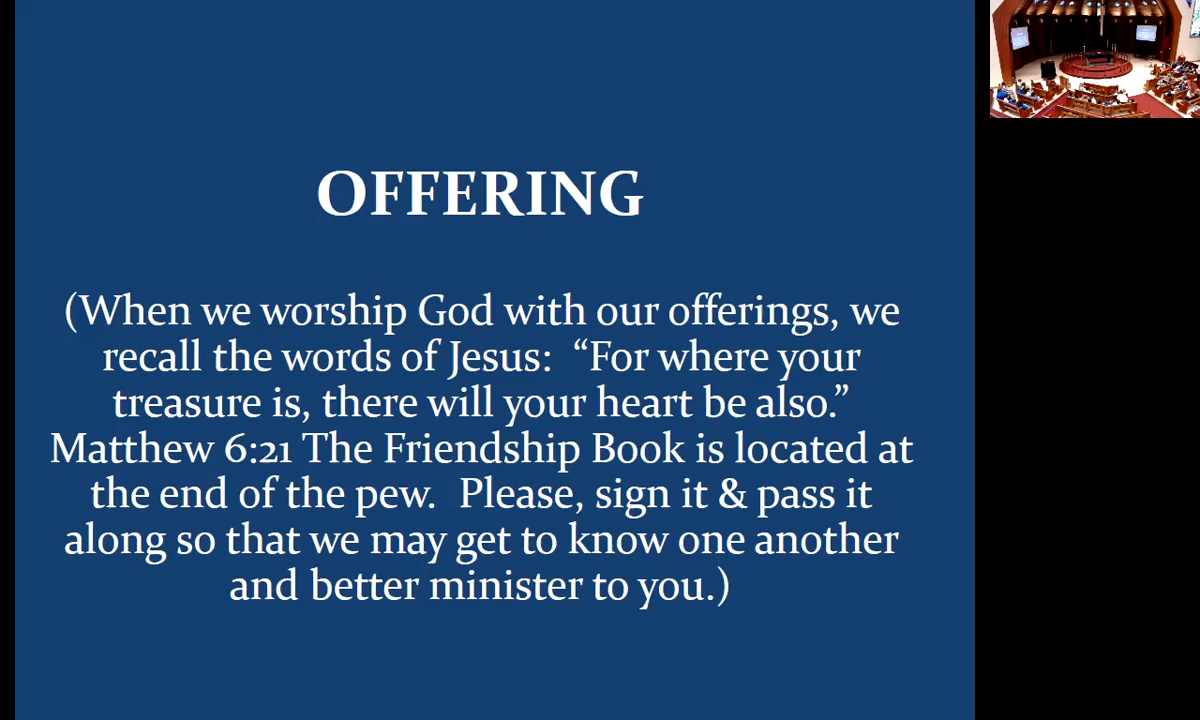 OFFERING
(When we worship God with our offerings, we
recall the words of Jesus:  “For where your
treasure is, there will your heart be also.”
Matthew 6:21 The Friendship Book is located at
the end of the pew.  Please, sign it & pass it
along so that we may get to know one another
and better minister to you.)